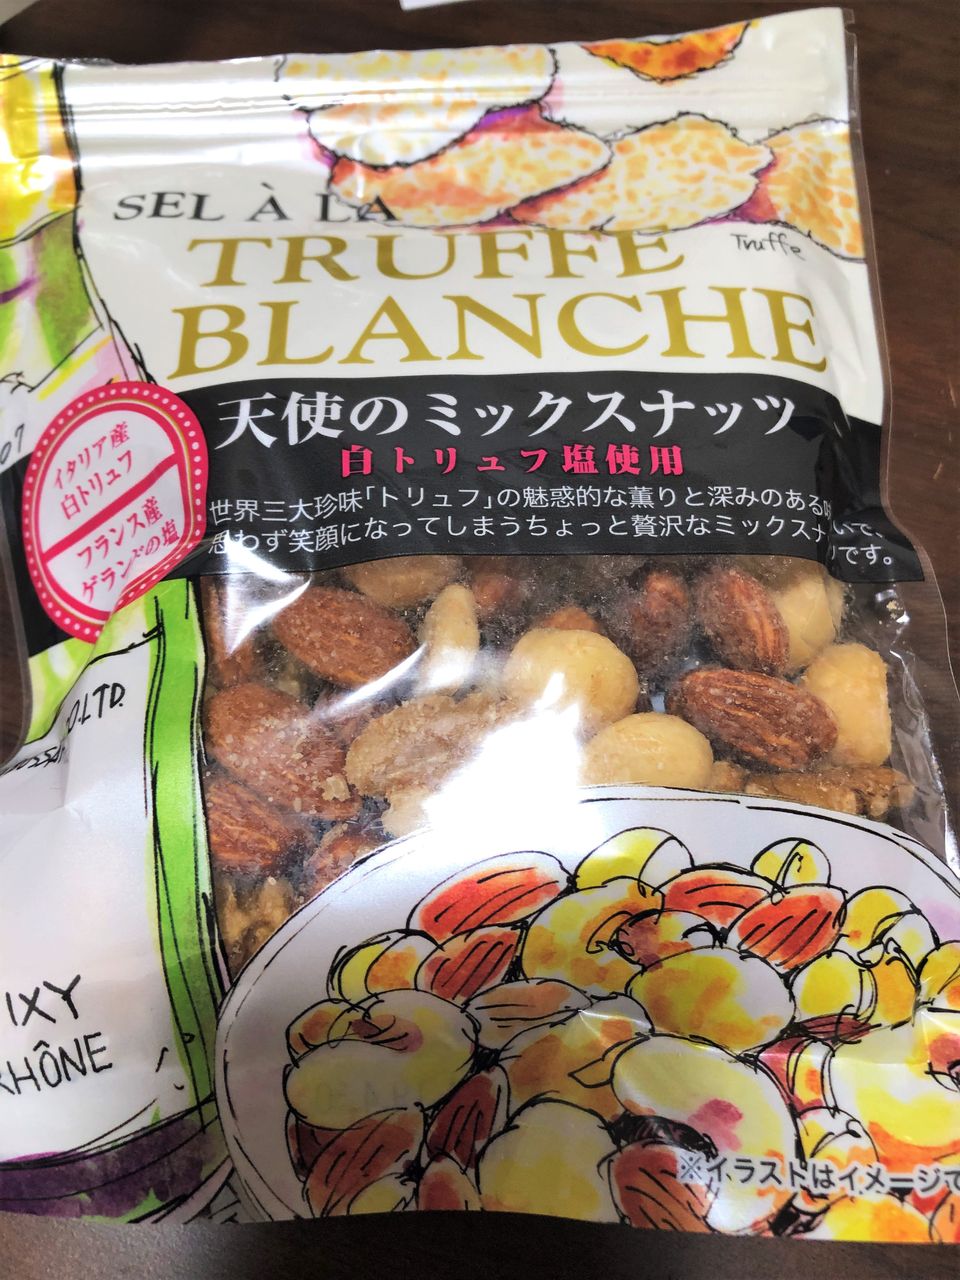 SEL À LA
TRUFFE
BLANCHE
Truffe
天使のミックスナッツ
白トリュフ塩使用
世界三大珍味「トリュフ」の魅惑的な薫りと深みのある
思わず笑顔になってしまうちょっと贅沢なミックスナッツです。
07
イタリア産
白トリュフ
フランス産
ゲランドの塩
CO.LTD.
IXY
RHÔNE
※イラストはイメージで